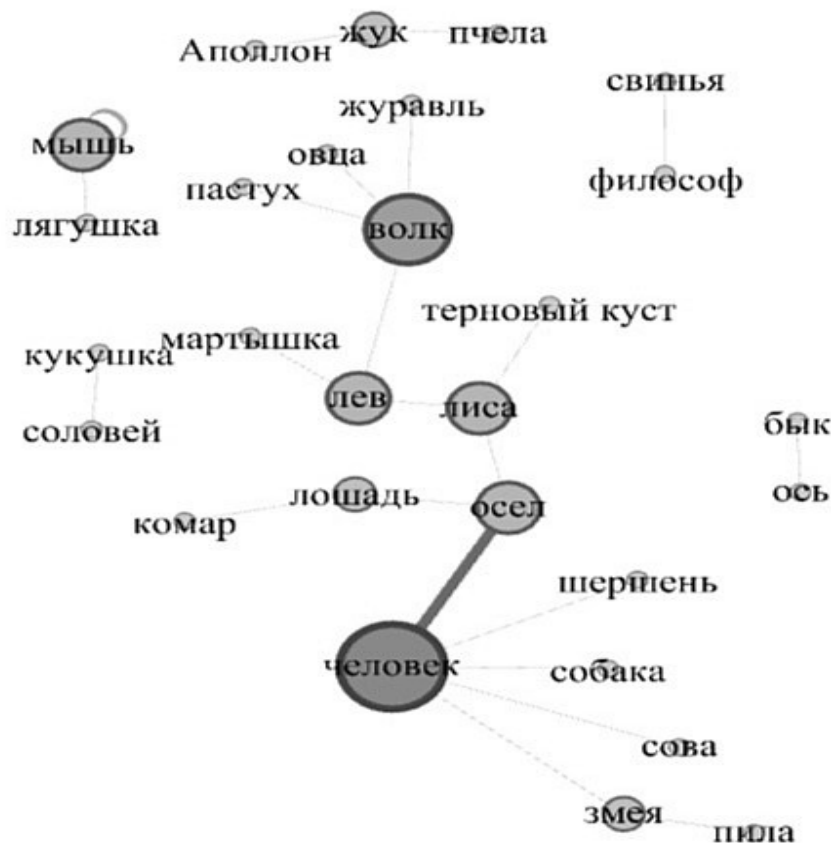 Аполлон
жук
пчела
журавль
свинья
мышь
овца
пастух
философ
лягушка
волк
терновый куст
мартышка
кукушка
лев
лиса
соловей
бык
лошадь
ось
осел
комар
шершень
человек
собака
сова
змея
пила